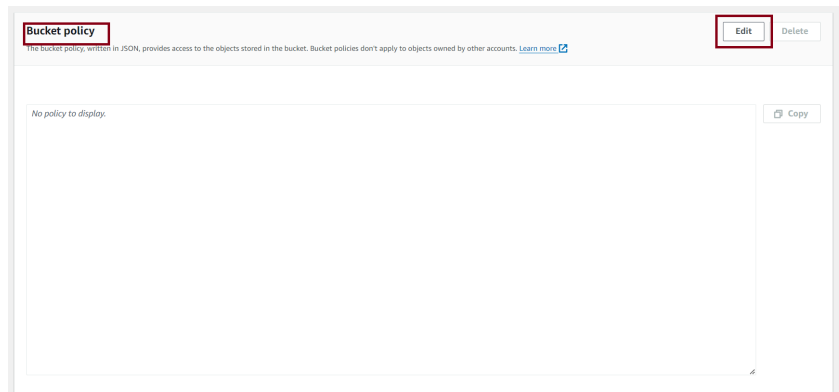 Bucket policy
Edit
Delete
The bucket policy, written in JSON, provides access to the objects stored in the bucket. Bucket policies don't apply to objects owned by other accounts. Learn more
No policy to display.
Copy